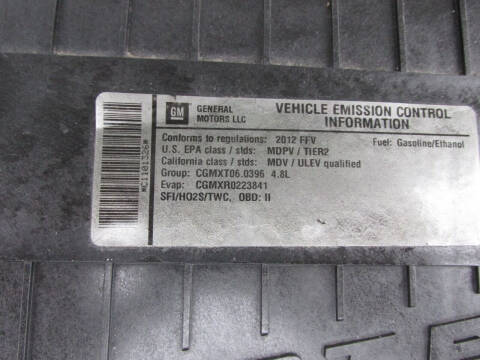 GM
GENERAL MOTORS LLC
VEHICLE EMISSION CONTROL INFORMATION
Conforms to regulations: 2012 FFV Fuel: Gasoline/Ethanol
U.S. EPA class / stds: MDPV / TIER2
California class / stds: MDV / ULEV qualified
Group: CGMXT06.0396 4.8L
Evap: CGMXR0223841
SFI/HO2S/TWC, OBD: II
*C1101326*